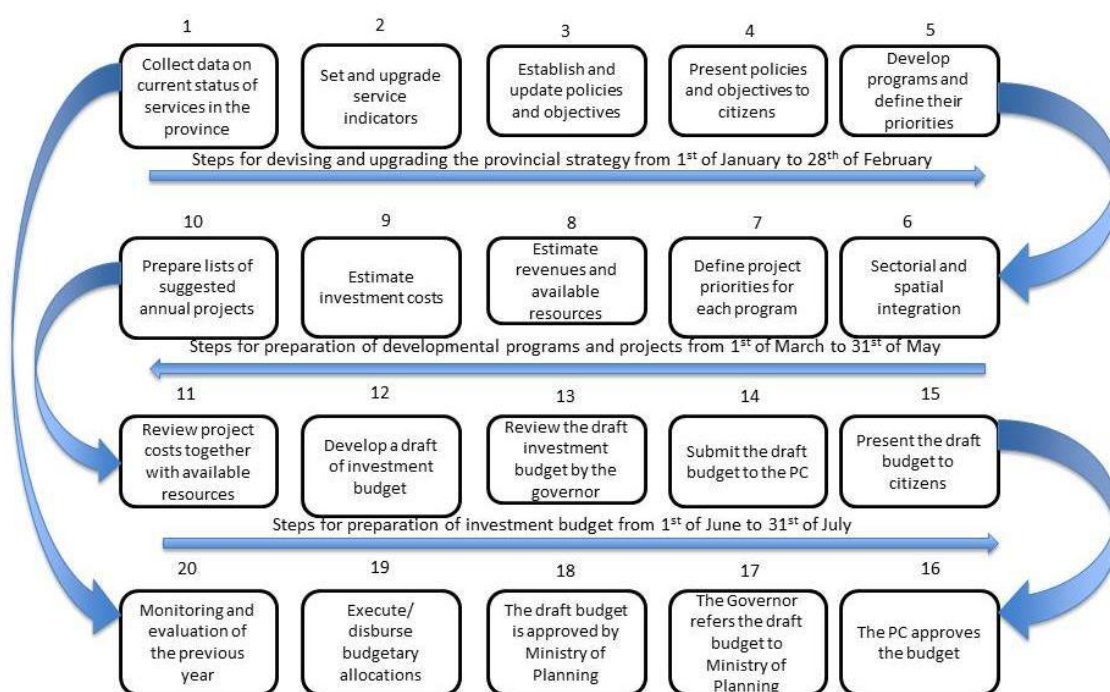 1
2
3
4
5
Collect data on
current status of
services in the
province
Set and upgrade
service
indicators
Establish and
update policies
and objectives
Present policies
and objectives to
citizens
Develop
programs and
define their
priorities
Steps for devising and upgrading the provincial strategy from 1st of January to 28th of February
10
9
8
7
6
Prepare lists of
suggested
annual projects
Estimate
investment costs
Estimate
revenues and
available
resources
Define project
priorities for
each program
Sectorial and
spatial
integration
Steps for preparation of developmental programs and projects from 1st of March to 31st of May
11
12
13
14
15
Review project
costs together
with available
resources
Develop a draft
of investment
budget
Review the draft
investment
budget by the
governor
Submit the draft
budget to the PC
Present the draft
budget to
citizens
Steps for preparation of investment budget from 1st of June to 31st of July
20
19
18
17
16
Monitoring and
evaluation of
the previous
year
Execute/
disburse
budgetary
allocations
The draft budget
is approved by
Ministry of
Planning
The Governor
refers the draft
budget to
Ministry of
Planning
The PC approves
the budget